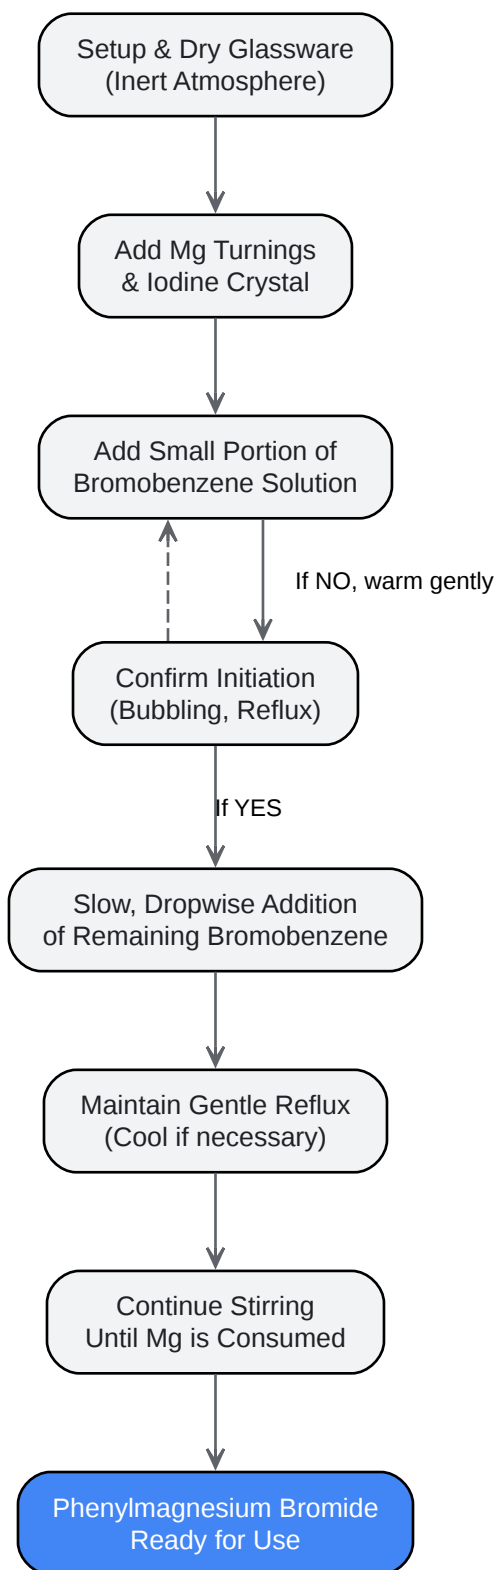 Setup & Dry Glassware
(Inert Atmosphere)
Add Mg Turnings
& Iodine Crystal
Add Small Portion of
Bromobenzene Solution
If NO, warm gently
Confirm Initiation
(Bubbling, Reflux)
If YES
Slow, Dropwise Addition
of Remaining Bromobenzene
Maintain Gentle Reflux
(Cool if necessary)
Continue Stirring
Until Mg is Consumed
Phenylmagnesium Bromide
Ready for Use